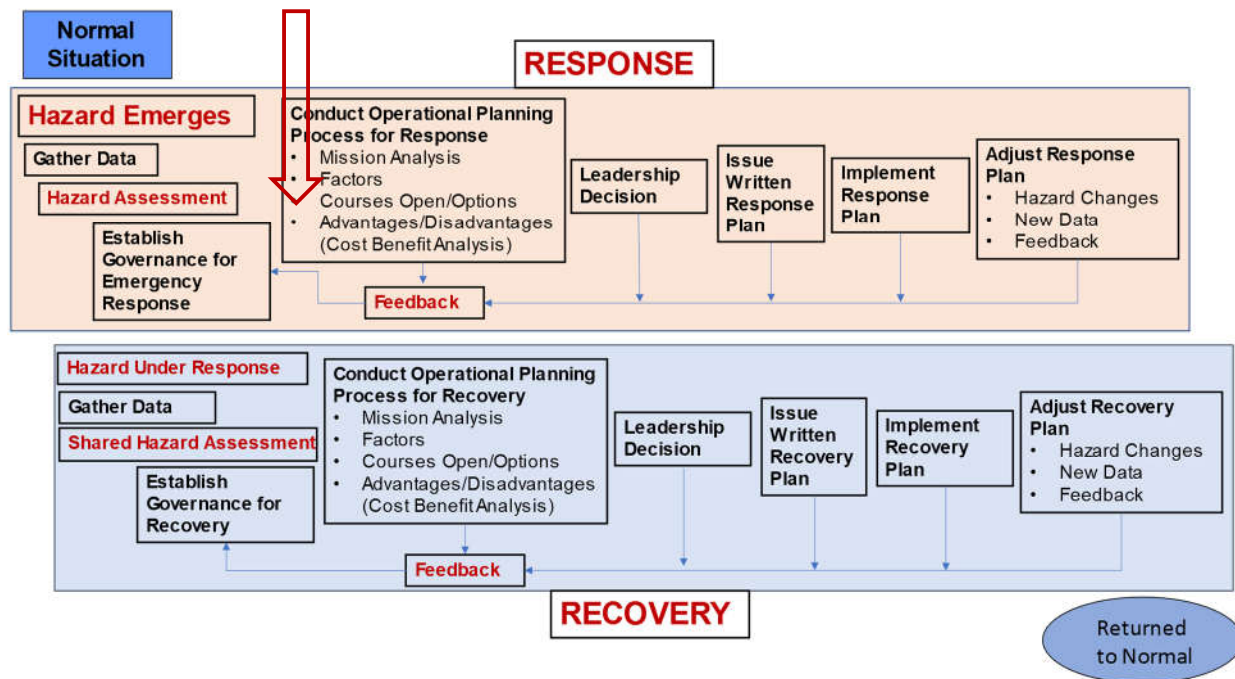 Normal
Situation
RESPONSE
Hazard Emerges
Gather Data
Hazard Assessment
Establish
Governance for
Emergency
Response
Conduct Operational Planning
Process for Response
• Mission Analysis
• Factors
• Courses Open/Options
• Advantages/Disadvantages
(Cost Benefit Analysis)
Leadership
Decision
Issue
Written
Response
Plan
Implement
Response
Plan
Adjust Response
Plan
• Hazard Changes
• New Data
• Feedback
Feedback
Hazard Under Response
Gather Data
Shared Hazard Assessment
Establish
Governance for
Recovery
Conduct Operational Planning
Process for Recovery
• Mission Analysis
• Factors
• Courses Open/Options
• Advantages/Disadvantages
(Cost Benefit Analysis)
Leadership
Decision
Issue
Written
Recovery
Plan
Implement
Recovery
Plan
Adjust Recovery
Plan
• Hazard Changes
• New Data
• Feedback
Feedback
RECOVERY
Returned
to Normal